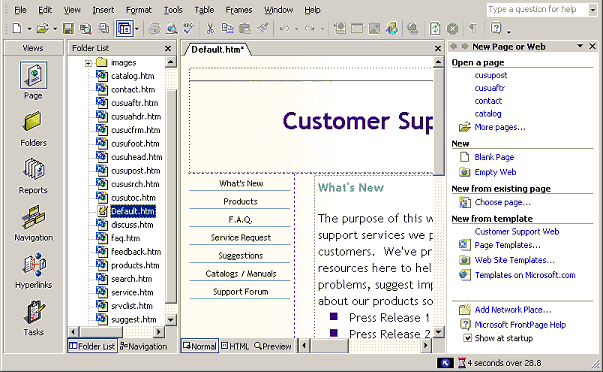 File Edit View Insert Format Tools Table Frames Window Help
Type a question for help
Views
Page
Folders
Reports
Navigation
Hyperlinks
Tasks
Folder List
images
catalog.htm
contact.htm
cusuaftr.htm
cusuahdr.htm
cusucfrm.htm
cusufoot.htm
cusuhead.htm
cusupost.htm
cususrch.htm
cusutoc.htm
Default.htm
discuss.htm
faq.htm
feedback.htm
products.htm
search.htm
service.htm
srvclist.htm
suggest.htm
Folder List Navigation
Default.htm*
Customer Sup
What's New
Products
F.A.Q.
Service Request
Suggestions
Catalogs / Manuals
Support Forum
What's New
The purpose of this w
support services we p
customers. We've pr
resources here to hel
problems, suggest imp
about our products so
Press Release 1
Press Release 2
Normal HTML Preview
New Page or Web
Open a page
cusupost
cusuaftr
contact
catalog
More pages...
New
Blank Page
Empty Web
New from existing page
Choose page...
New from template
Customer Support Web
Page Templates...
Web Site Templates...
Templates on Microsoft.com
Add Network Place...
Microsoft FrontPage Help
Show at startup
4 seconds over 28.8